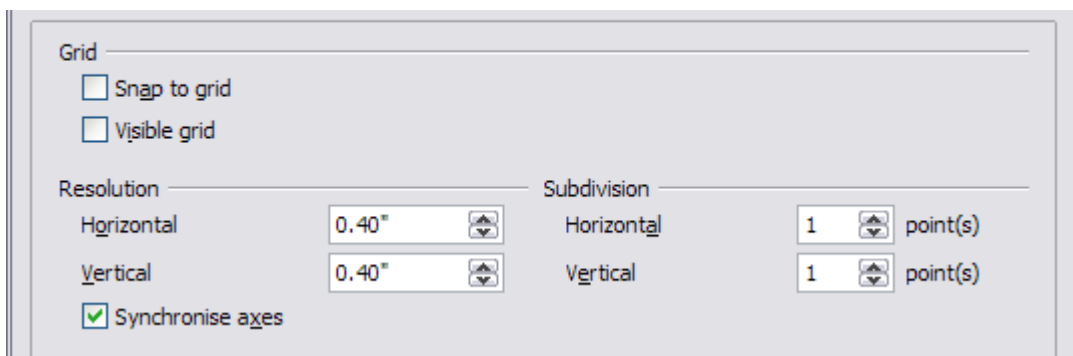 Grid
Snap to grid
Visible grid
Resolution
Horizontal 0.40"
Vertical 0.40"
Synchronise axes
Subdivision
Horizontal 1 point(s)
Vertical 1 point(s)